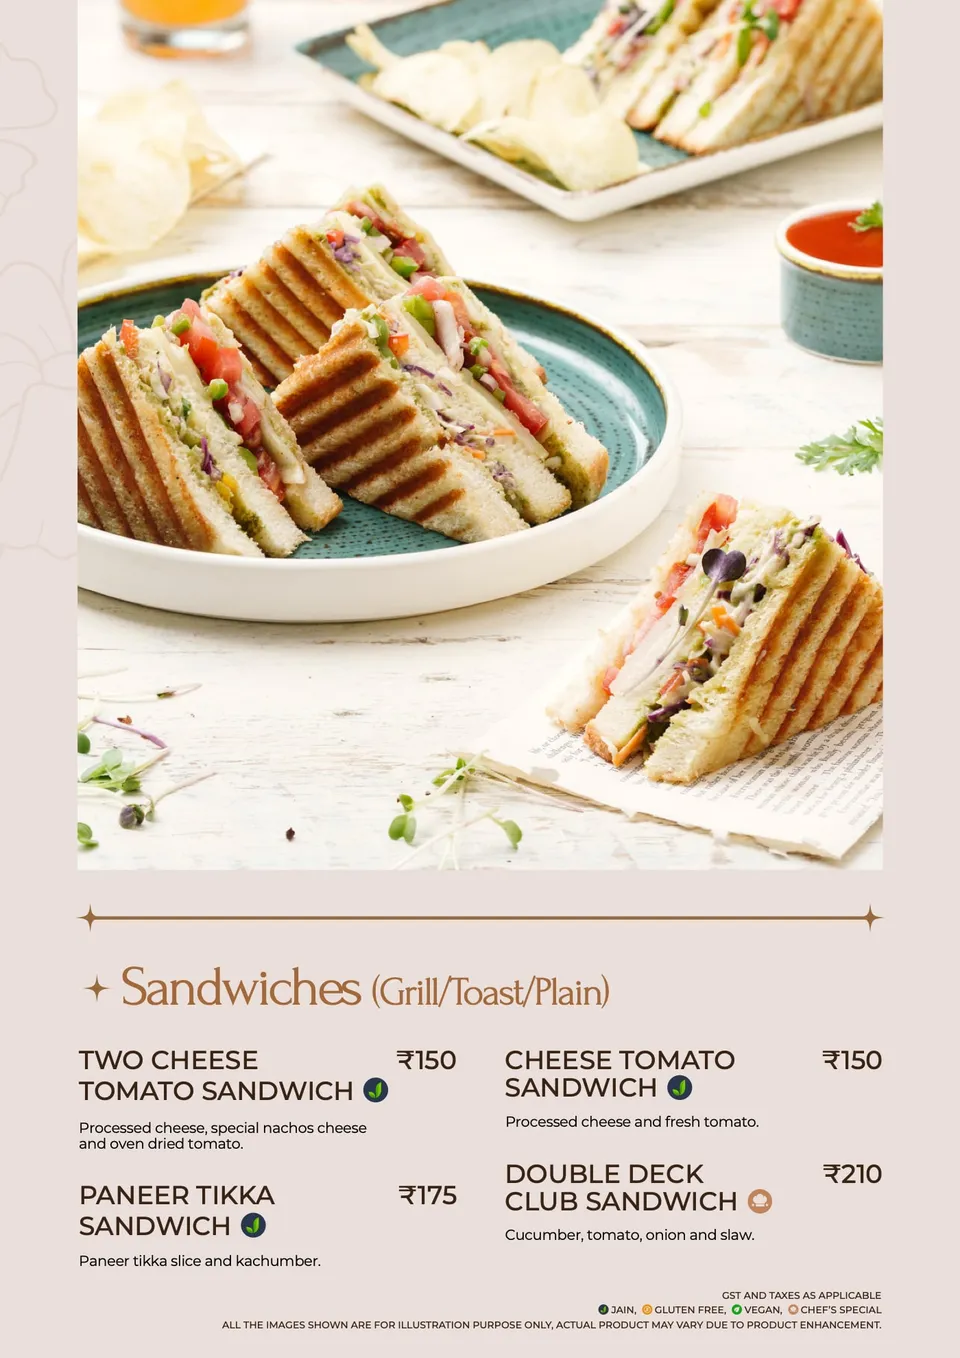 Sandwiches (Grill/Toast/Plain)
TWO CHEESE ₹150
TOMATO SANDWICH
Processed cheese, special nachos cheese
and oven dried tomato.
PANEER TIKKA ₹175
SANDWICH
Paneer tikka slice and kachumber.
CHEESE TOMATO ₹150
SANDWICH
Processed cheese and fresh tomato.
DOUBLE DECK ₹210
CLUB SANDWICH
Cucumber, tomato, onion and slaw.
GST AND TAXES AS APPLICABLE
JAIN, GLUTEN FREE, VEGAN, CHEF'S SPECIAL
ALL THE IMAGES SHOWN ARE FOR ILLUSTRATION PURPOSE ONLY, ACTUAL PRODUCT MAY VARY DUE TO PRODUCT ENHANCEMENT.